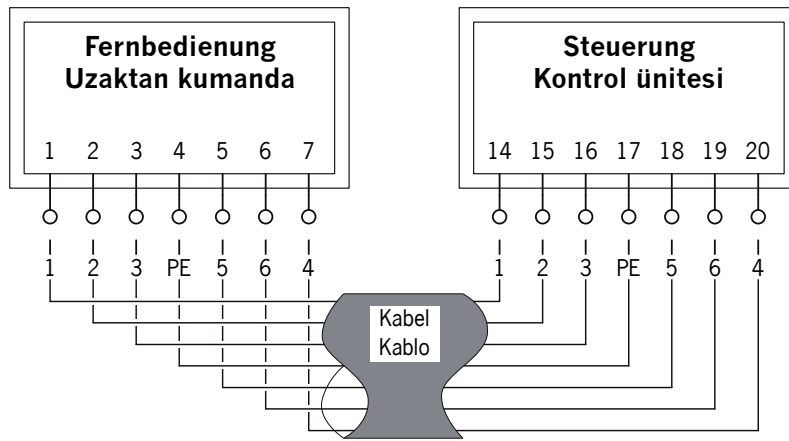 Fernbedienung
Uzaktan kumanda
1 2 3 4 5 6 7
1 2 3 PE 5 6 4
Steuerung
Kontrol ünitesi
14 15 16 17 18 19 20
1 2 3 PE 5 6 4
Kabel
Kablo